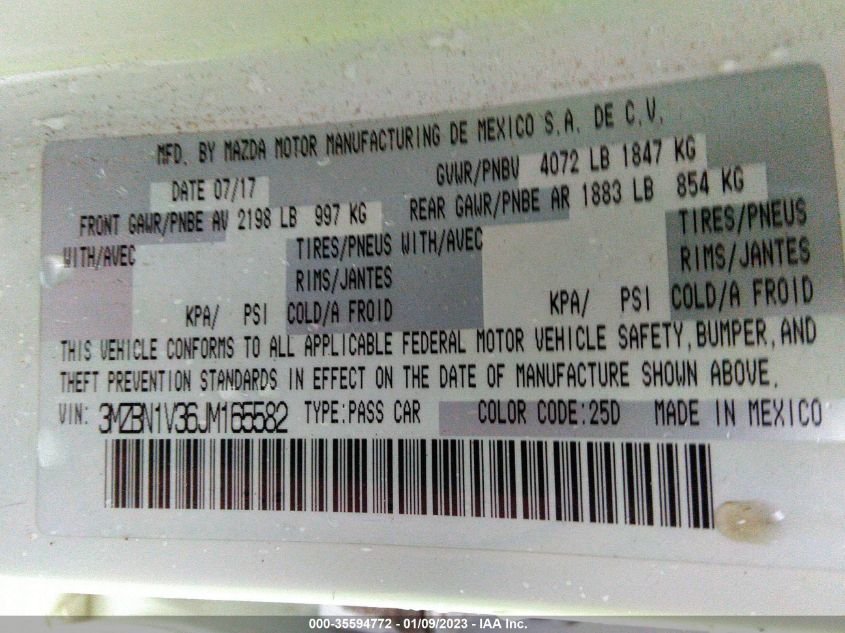 MFD. BY MAZDA MOTOR MANUFACTURING DE MEXICO S.A. DE C.V.
DATE 07/17 GVWR/PNBV 4072 LB 1847 KG
FRONT GAWR/PNBE AV 2198 LB 997 KG REAR GAWR/PNBE AR 1883 LB 854 KG
WITH/AVEC TIRES/PNEUS WITH/AVEC TIRES/PNEUS
RIMS/JANTES RIMS/JANTES
KPA/ PSI COLD/A FROID KPA/ PSI COLD/A FROID
THIS VEHICLE CONFORMS TO ALL APPLICABLE FEDERAL MOTOR VEHICLE SAFETY, BUMPER, AND
THEFT PREVENTION STANDARDS IN EFFECT ON THE DATE OF MANUFACTURE SHOWN ABOVE.
VIN: 3MZBN1V36JM165582 TYPE:PASS CAR COLOR CODE:25D MADE IN MEXICO
000-35594772 - 01/09/2023 - IAA Inc.